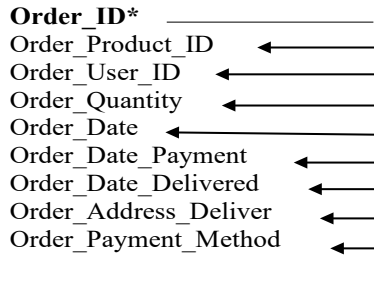 Order_ID*
Order_Product_ID
Order_User_ID
Order_Quantity
Order_Date
Order_Date_Payment
Order_Date_Delivered
Order_Address_Deliver
Order_Payment_Method